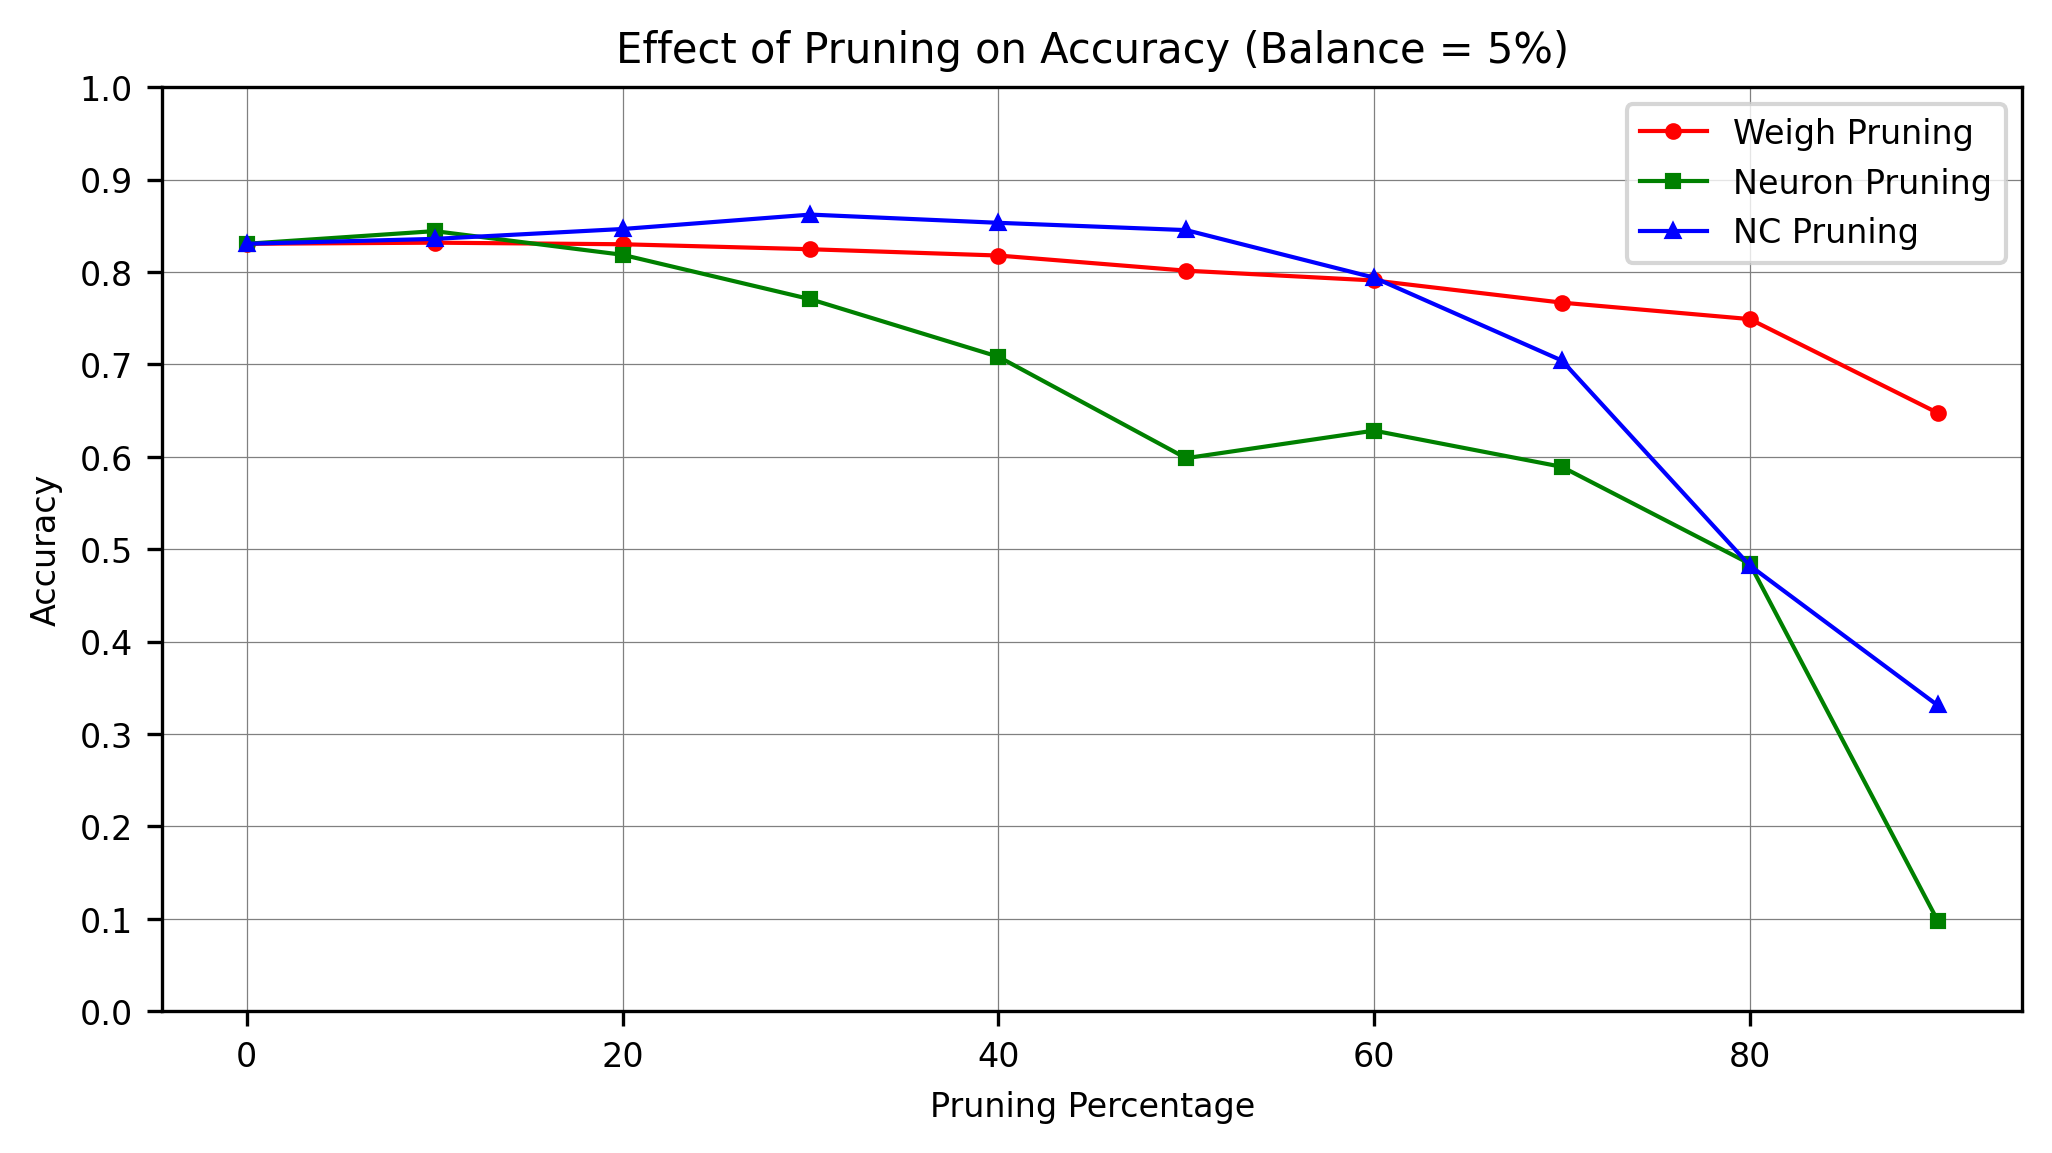 Effect of Pruning on Accuracy (Balance = 5%)
1.0
0.9
0.8
0.7
0.6
0.5
0.4
0.3
0.2
0.1
0.0
Accuracy
Weigh Pruning
Neuron Pruning
NC Pruning
0 20 40 60 80
Pruning Percentage